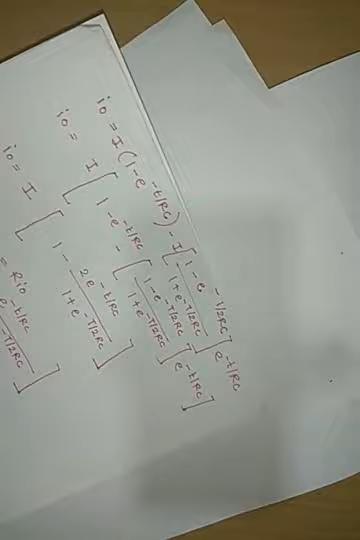 i0 = I (1 - e^-t/RC) - I [ 1 - e^-T/2RC / 1 + e^-T/2RC ] e^-t/RC
i0 = I [ 1 - e^-t/RC - [ 1 - e^-T/2RC / 1 + e^-T/2RC ] e^-t/RC ]
i0 = I [ 1 - 2e^-t/RC / 1 + e^-T/2RC ]
= Ri0